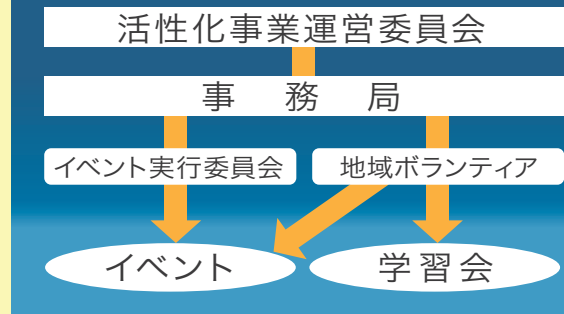 活性化事業運営委員会
事務局
イベント実行委員会
地域ボランティア
イベント
学習会